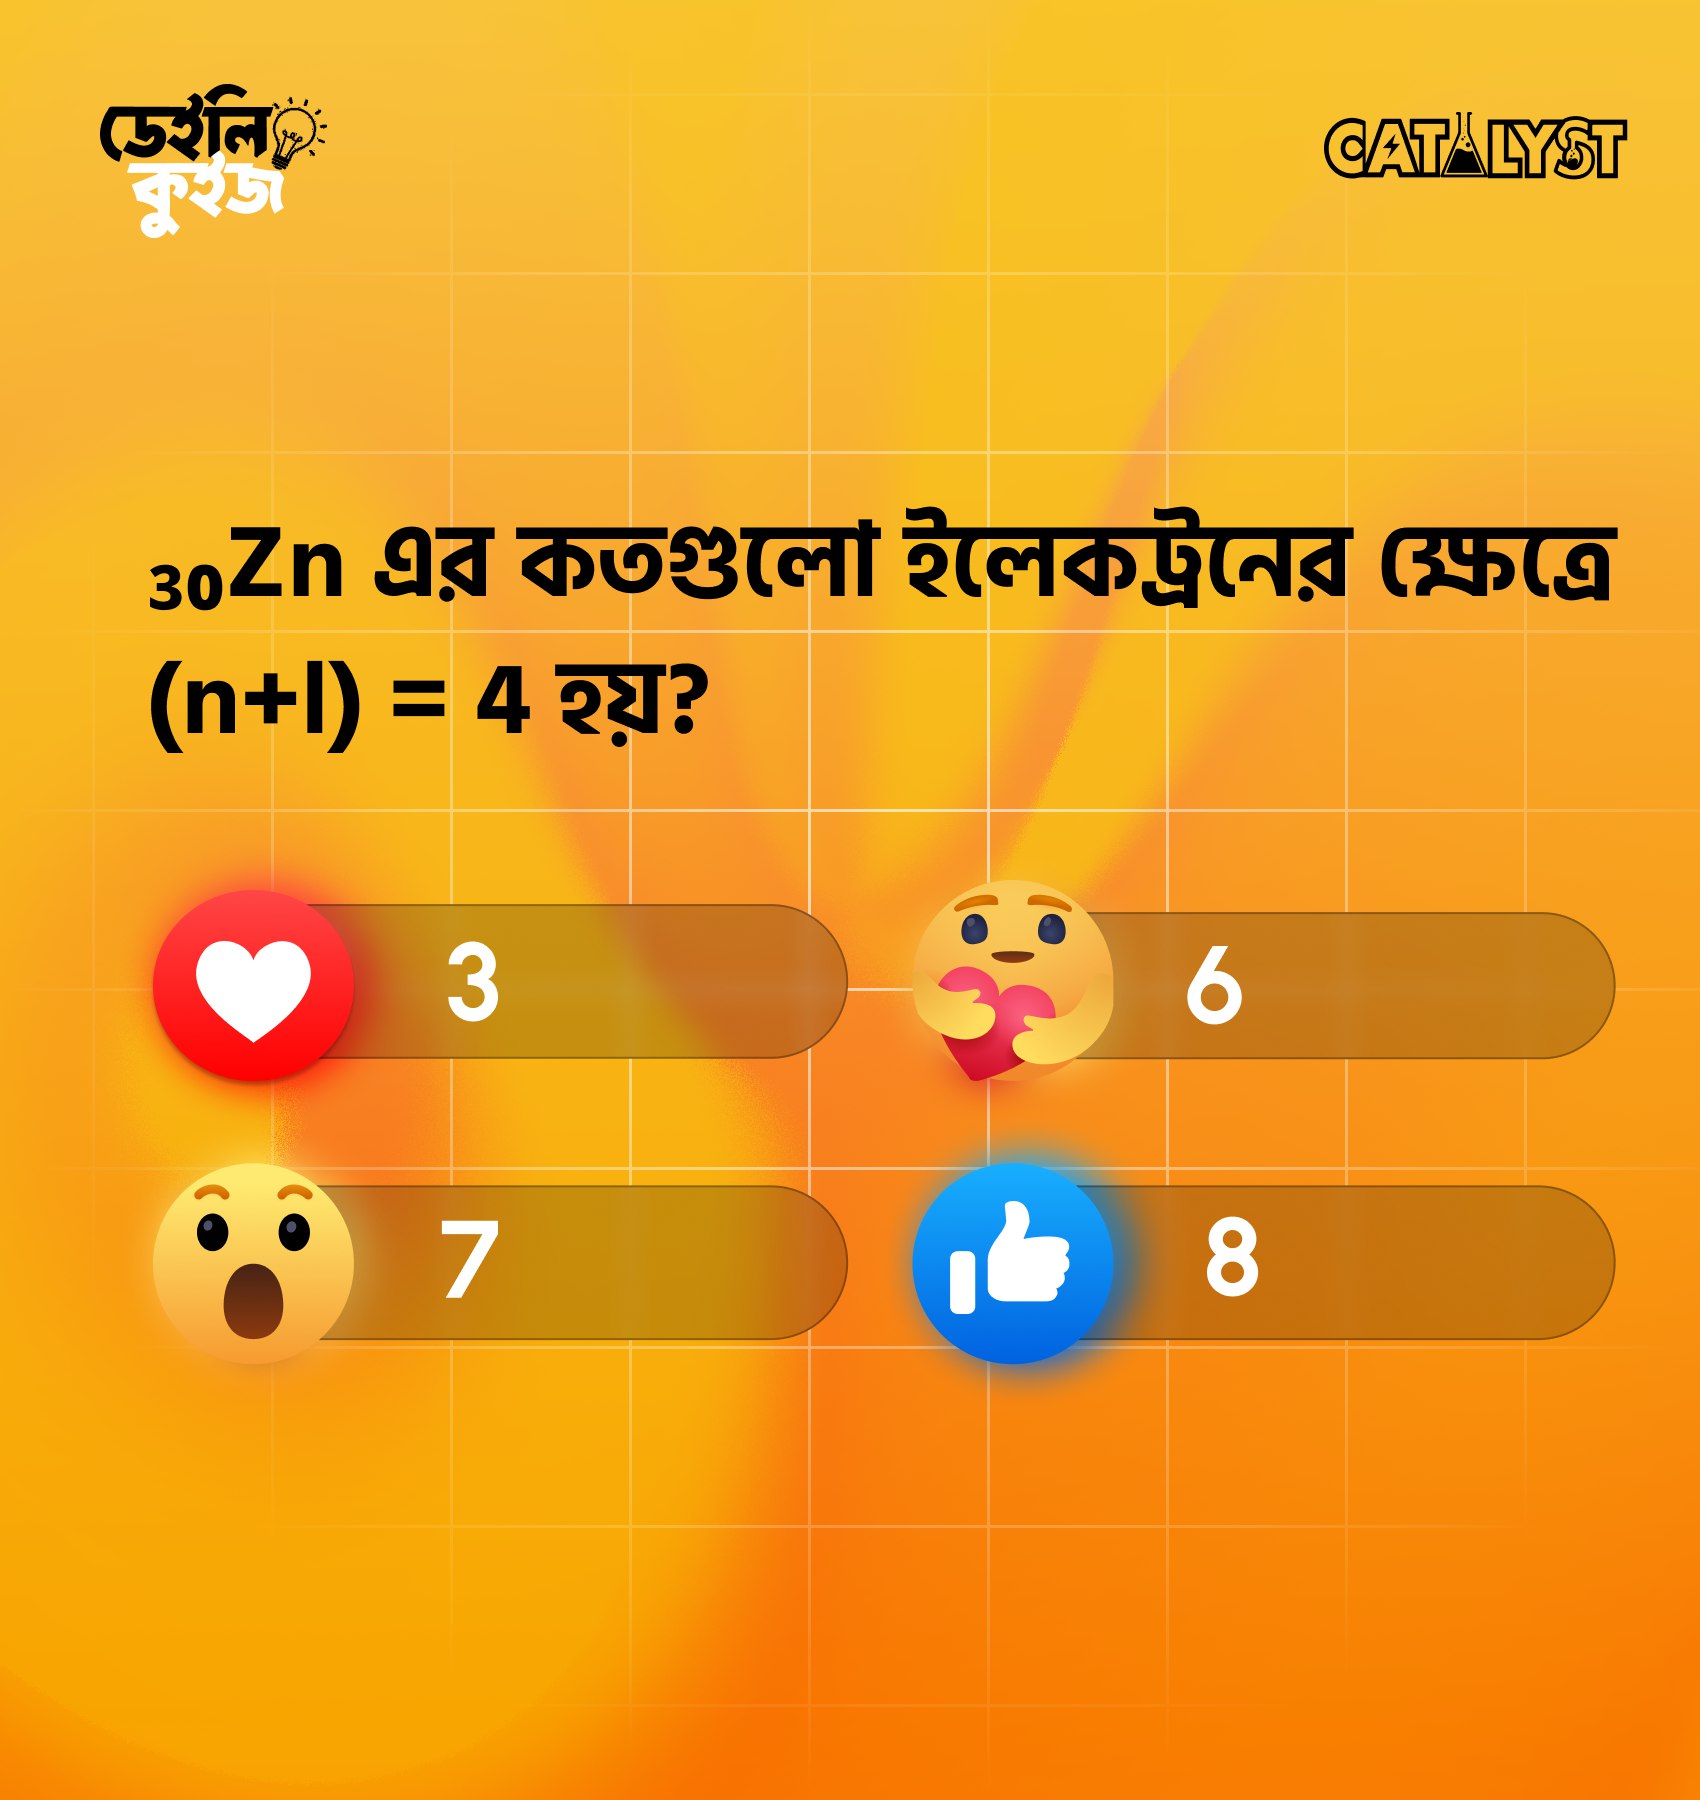 ডেইলি
কুইজ
CATALYST
₃₀Zn এর কতগুলো ইলেকট্রনের ক্ষেত্রে
(n+l) = 4 হয়?
3
6
7
8